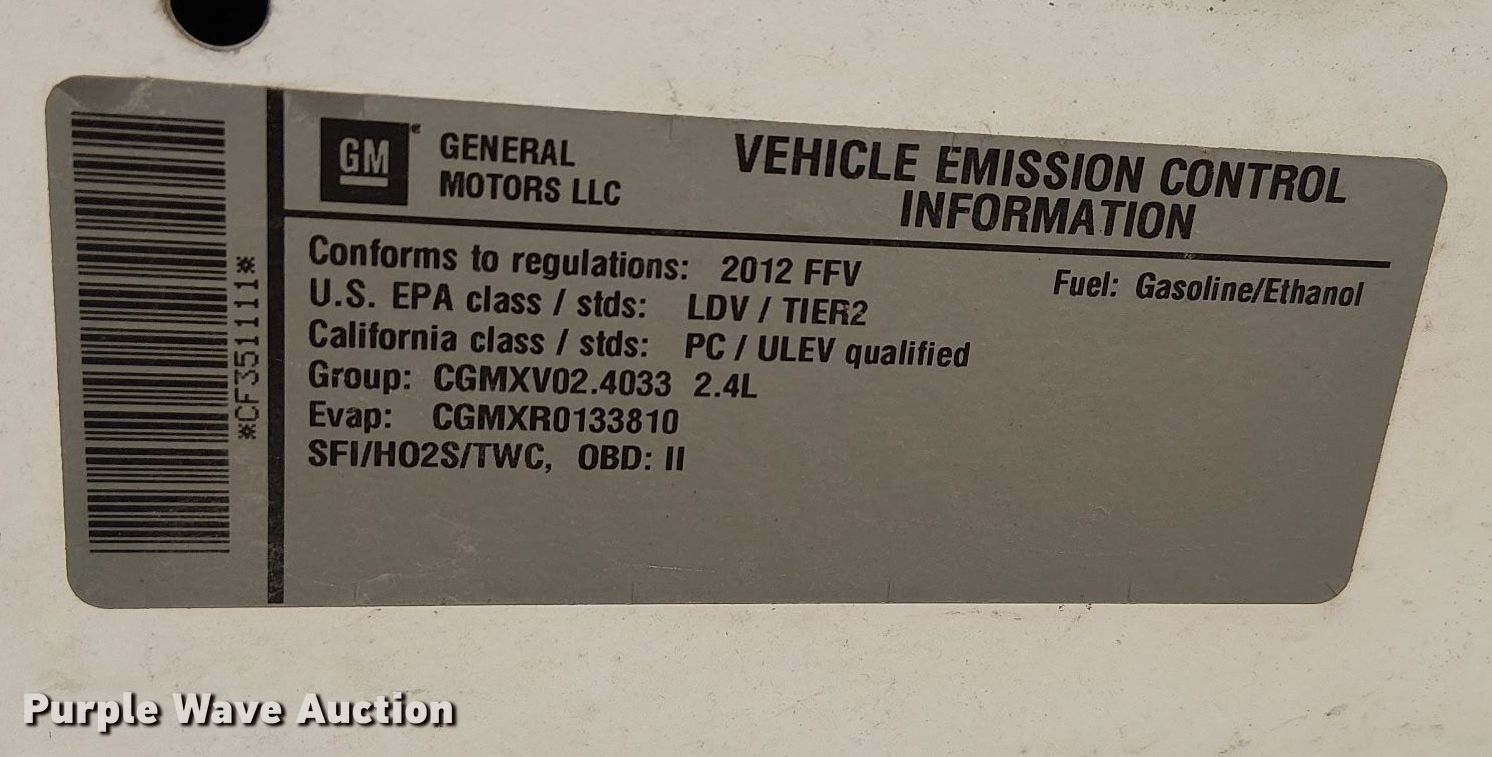 GM
GENERAL
MOTORS LLC
VEHICLE EMISSION CONTROL
INFORMATION
Conforms to regulations: 2012 FFV
Fuel: Gasoline/Ethanol
U.S. EPA class / stds: LDV / TIER2
California class / stds: PC / ULEV qualified
Group: CGMXV02.4033 2.4L
Evap: CGMXR0133810
SFI/HO2S/TWC, OBD: II
*CF351111*
Purple Wave Auction